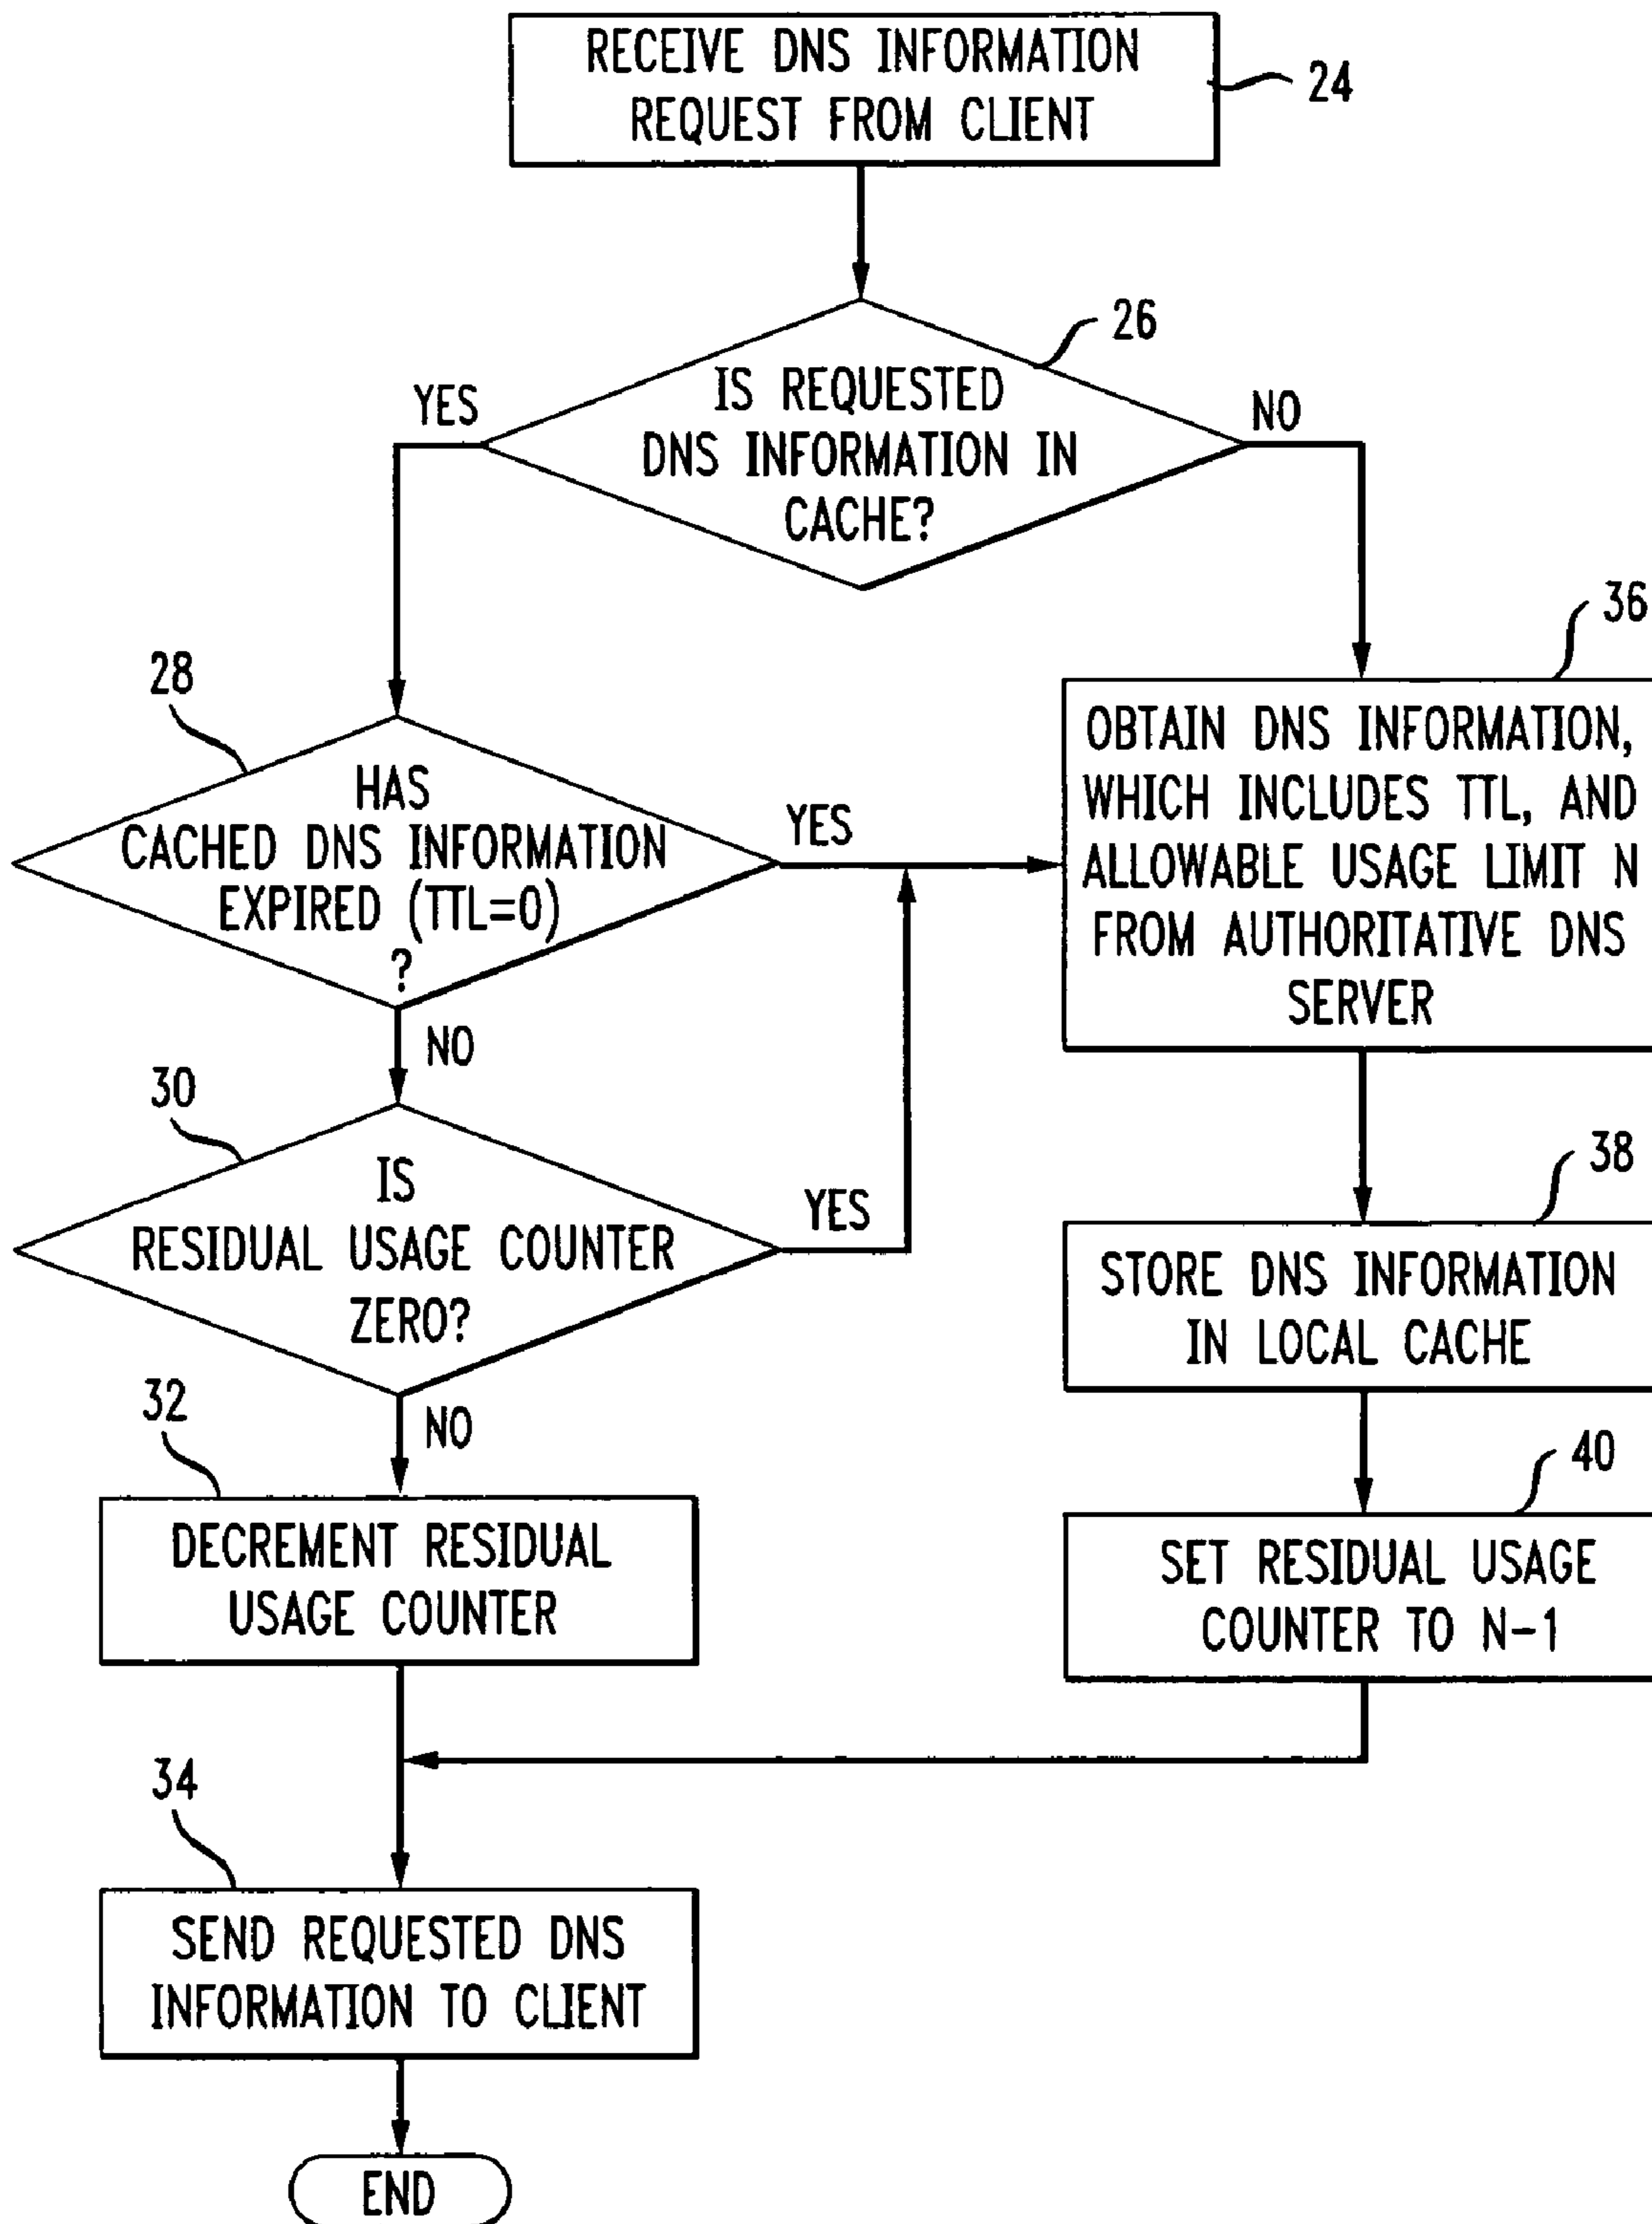 RECEIVE DNS INFORMATION
REQUEST FROM CLIENT
24
26
IS REQUESTED
DNS INFORMATION IN
CACHE?
YES
NO
28
HAS
CACHED DNS INFORMATION
EXPIRED (TTL=0)
?
YES
NO
36
OBTAIN DNS INFORMATION,
WHICH INCLUDES TTL, AND
ALLOWABLE USAGE LIMIT N
FROM AUTHORITATIVE DNS
SERVER
30
IS
RESIDUAL USAGE COUNTER
ZERO?
YES
NO
38
STORE DNS INFORMATION
IN LOCAL CACHE
32
DECREMENT RESIDUAL
USAGE COUNTER
40
SET RESIDUAL USAGE
COUNTER TO N-1
34
SEND REQUESTED DNS
INFORMATION TO CLIENT
END